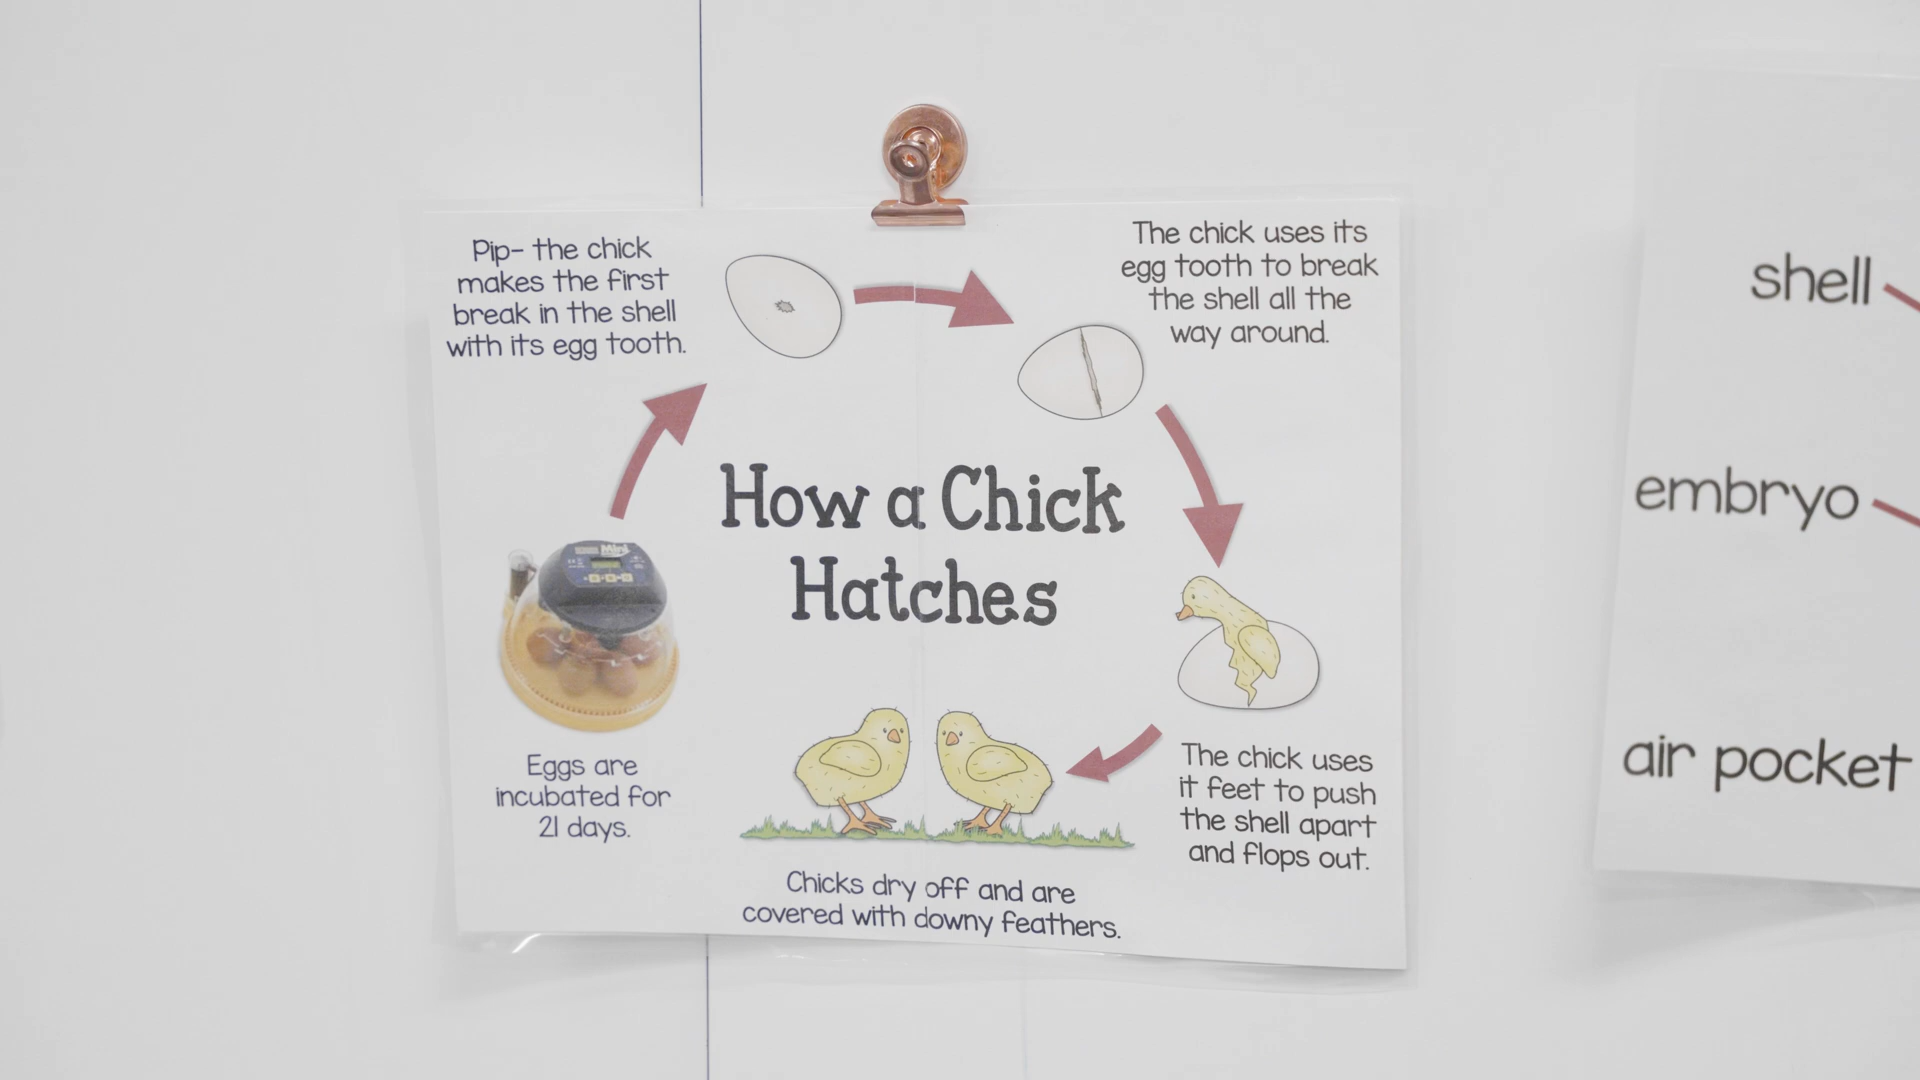 Pip- the chick
makes the first
break in the shell
with its egg tooth.
The chick uses its
egg tooth to break
the shell all the
way around.
How a Chick
Hatches
Mini
Eggs are
incubated for
21 days.
The chick uses
it feet to push
the shell apart
and flops out.
Chicks dry off and are
covered with downy feathers.
shell
embryo
air pocket